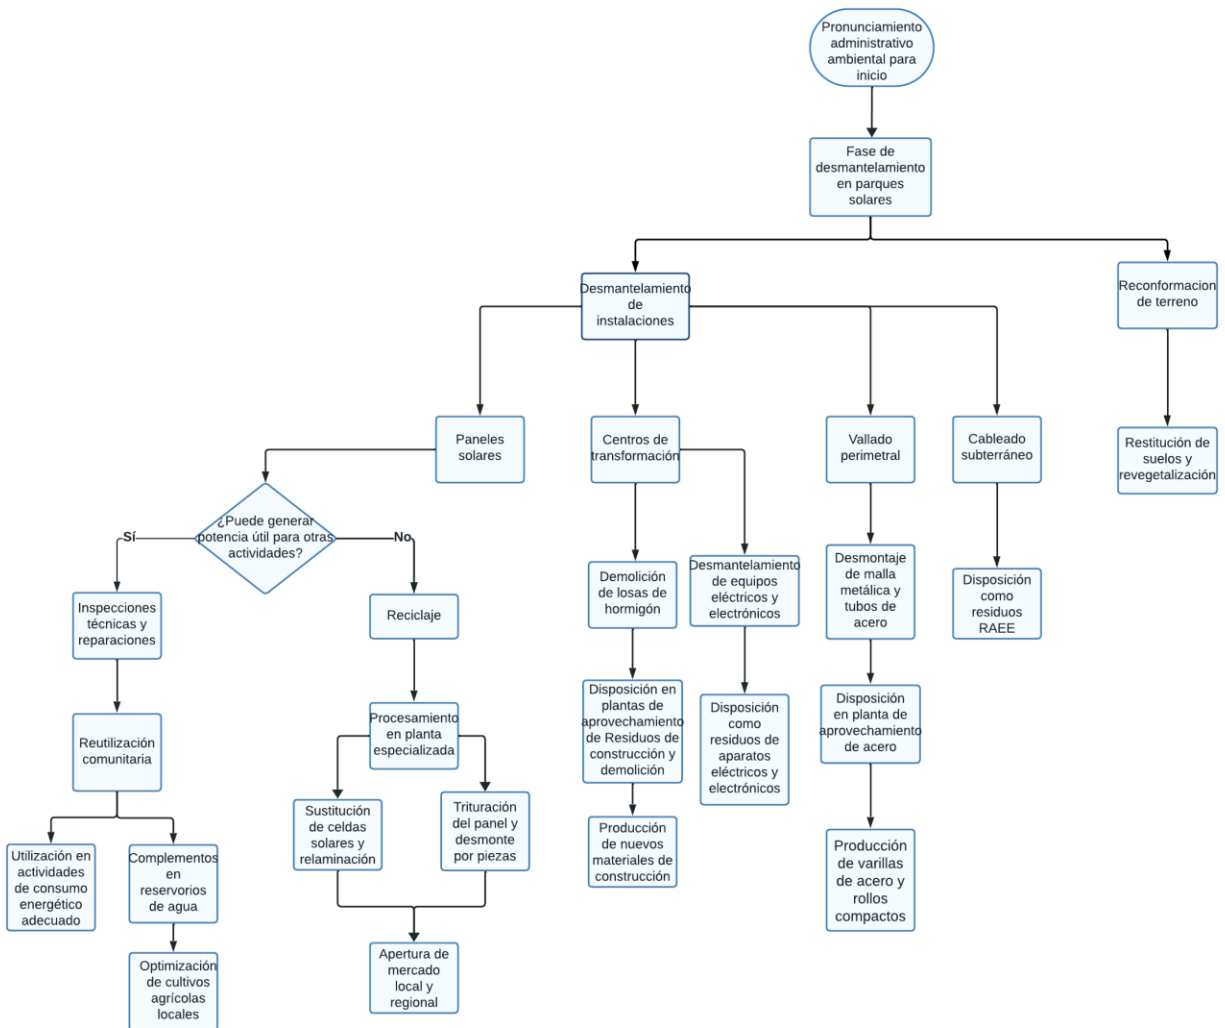 Pronunciamiento
administrativo
ambiental para
inicio
Fase de
desmantelamiento
en parques
solares
Desmantelamiento
de
instalaciones
Reconformacion
de terreno
Paneles
solares
Centros de
transformación
Vallado
perimetral
Cableado
subterráneo
Restitución de
suelos y
revegetalización
¿Puede generar
potencia útil para otras
actividades?
Sí
No
Inspecciones
técnicas y
reparaciones
Reciclaje
Demolición
de losas de
hormigón
Desmantelamiento
de equipos
eléctricos y
electrónicos
Desmontaje
de malla
metálica y
tubos de
acero
Disposición
como
residuos
RAEE
Reutilización
comunitaria
Procesamiento
en planta
especializada
Disposición en
plantas de
aprovechamiento
de Residuos de
construcción y
demolición
Disposición
como
residuos de
aparatos
eléctricos y
electrónicos
Disposición
en planta de
aprovechamiento
de acero
Utilización en
actividades
de consumo
energético
adecuado
Complementos
en
reservorios
de agua
Sustitución
de celdas
solares y
relaminación
Trituración
del panel y
desmonte
por piezas
Producción
de nuevos
materiales de
construcción
Producción
de varillas
de acero y
rollos
compactos
Optimización
de cultivos
agrícolas
locales
Apertura de
mercado
local y
regional